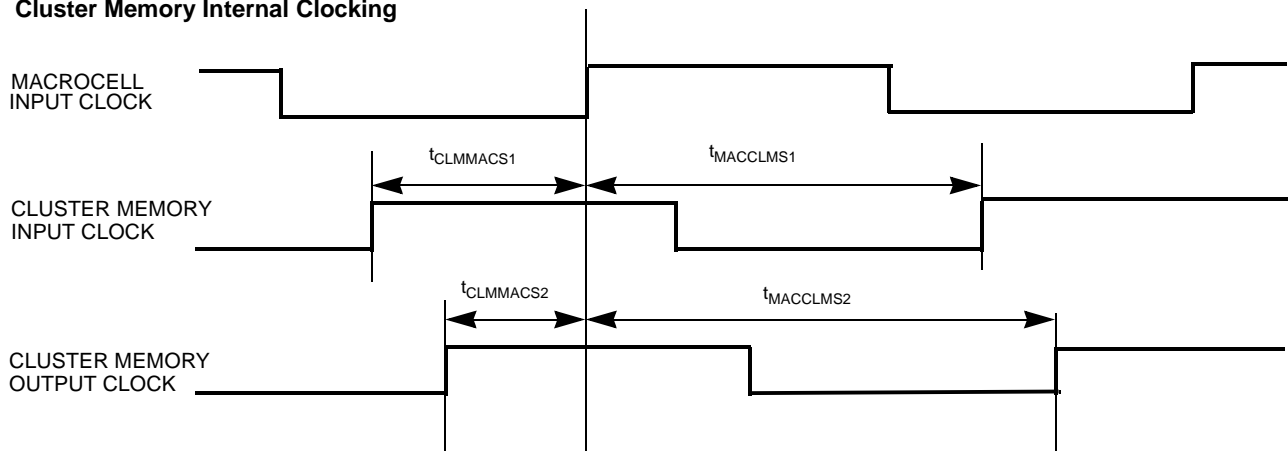 Cluster Memory Internal Clocking
MACROCELL
INPUT CLOCK
tCLMMACS1
tMACCLMS1
CLUSTER MEMORY
INPUT CLOCK
tCLMMACS2
tMACCLMS2
CLUSTER MEMORY
OUTPUT CLOCK